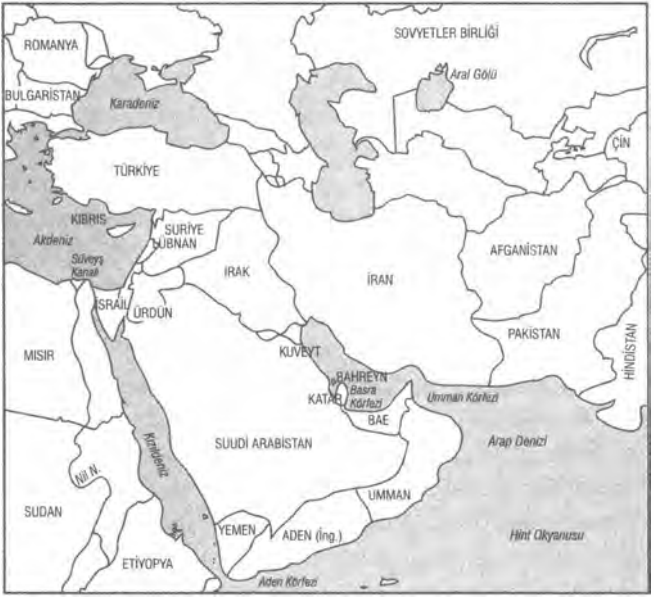 SOVYETLER BİRLİĞİ
ROMANYA
Aral Gölü
BULGARİSTAN
Karadeniz
ÇİN
TÜRKİYE
KIBRIS
SURİYE
LÜBNAN
Akdeniz
Süveyş
Kanalı
AFGANİSTAN
IRAK
İRAN
İSRAİL
ÜRDÜN
PAKİSTAN
HİNDİSTAN
MISIR
KUVEYT
BAHREYN
Basra
Körfezi
KATAR
Umman Körfezi
BAE
SUUDİ ARABİSTAN
Arap Denizi
Kızıldeniz
Nil N.
UMMAN
SUDAN
YEMEN
ADEN (İng.)
Hint Okyanusu
ETİYOPYA
Aden Körfezi